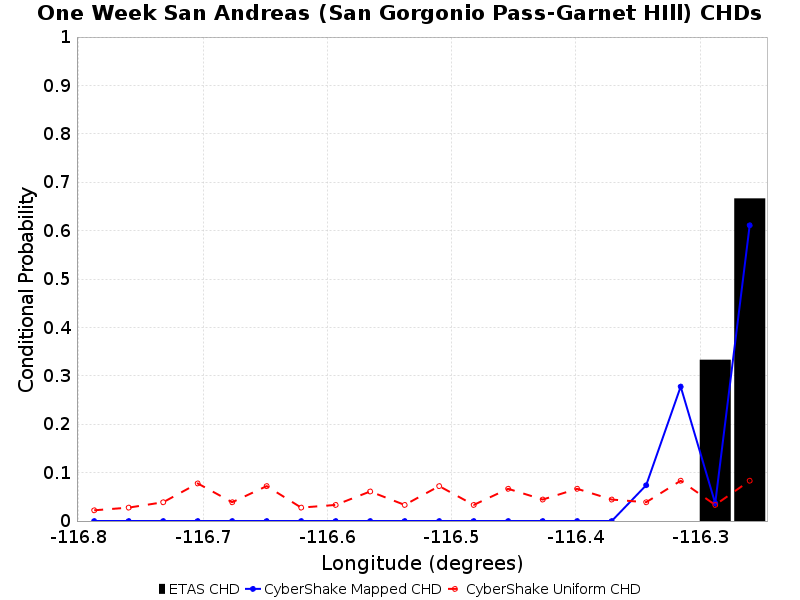 One Week San Andreas (San Gorgonio Pass-Garnet HIll) CHDs
1
0.9
0.8
0.7
0.6
0.5
0.4
0.3
0.2
0.1
0
Conditional Probability
-116.8 -116.7 -116.6 -116.5 -116.4 -116.3
Longitude (degrees)
ETAS CHD CyberShake Mapped CHD CyberShake Uniform CHD